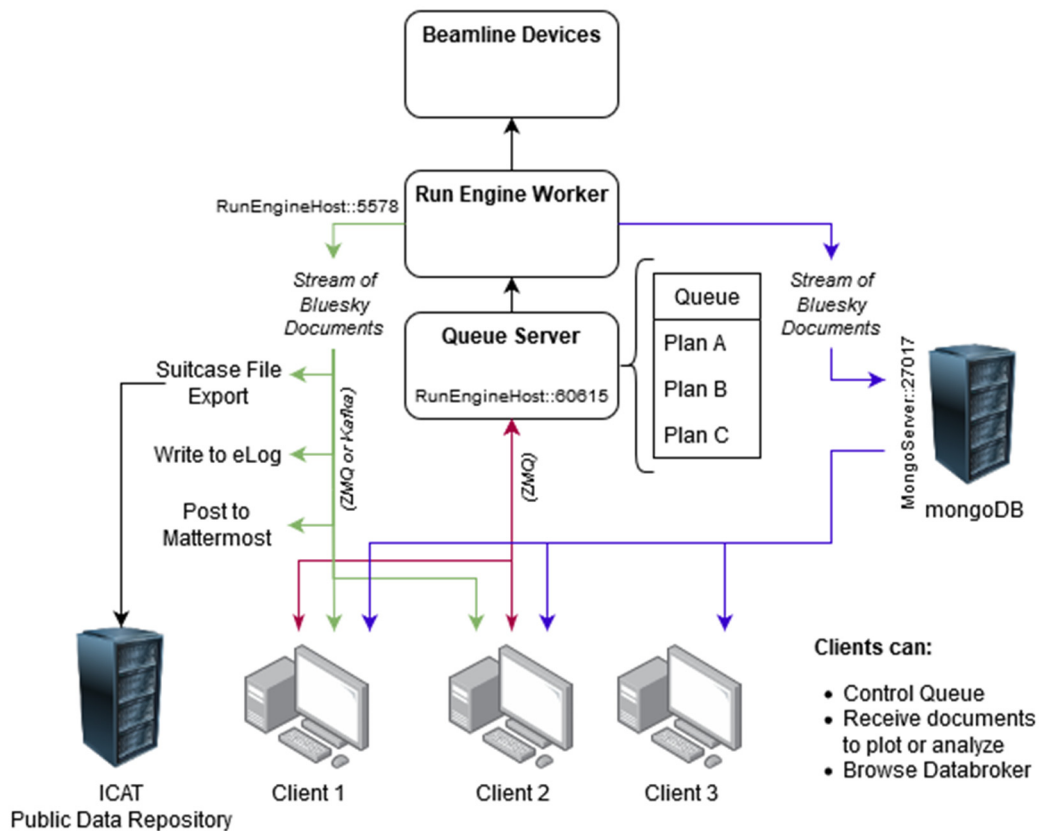 Beamline Devices
Run Engine Worker
RunEngineHost::5578
Stream of
Bluesky
Documents
Stream of
Bluesky
Documents
Queue Server
RunEngineHost::60615
Queue
Plan A
Plan B
Plan C
Suitcase File
Export
Write to eLog
Post to
Mattermost
(ZMQ or Kafka)
(ZMQ)
MongoServer::27017
mongoDB
ICAT
Public Data Repository
Client 1
Client 2
Client 3
Clients can:
• Control Queue
• Receive documents
to plot or analyze
• Browse Databroker